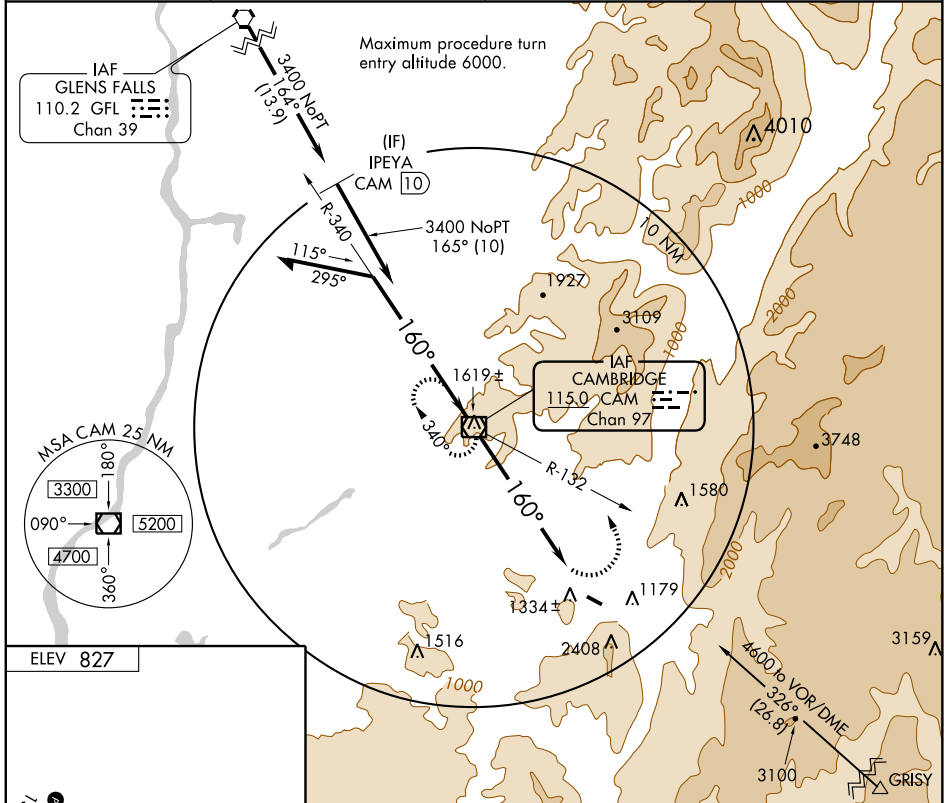 Maximum procedure turn
entry altitude 6000.
IAF
GLENS FALLS
110.2 GFL
Chan 39
3400 NoPT
164°
(13.9)
4010
(IF)
IPEYA
CAM 10
1000
R-340
3400 NoPT
165° (10)
10 NM
115°
295°
1927
2000
3109
1000
160°
1619±
IAF
CAMBRIDGE
115.0 CAM
Chan 97
340°
3748
MSA CAM 25 NM
180°
3300
090°
5200
4700
360°
R-132
160°
1580
2000
1334±
1179
1516
2408
3159
ELEV 827
1000
4600 to VOR/DME
326°
(26.8)
3100
GRISY